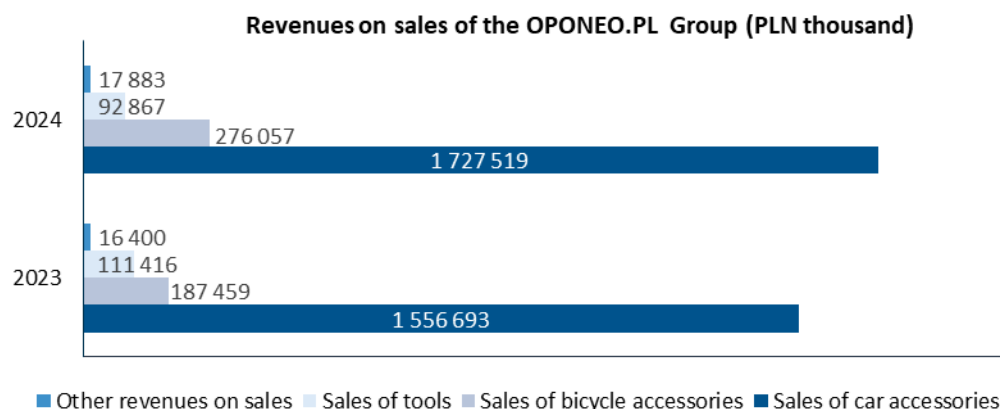 Revenues on sales of the OPONEO.PL Group (PLN thousand)
2024
17 883
92 867
276 057
1 727 519
2023
16 400
111 416
187 459
1 556 693
Other revenues on sales Sales of tools Sales of bicycle accessories Sales of car accessories